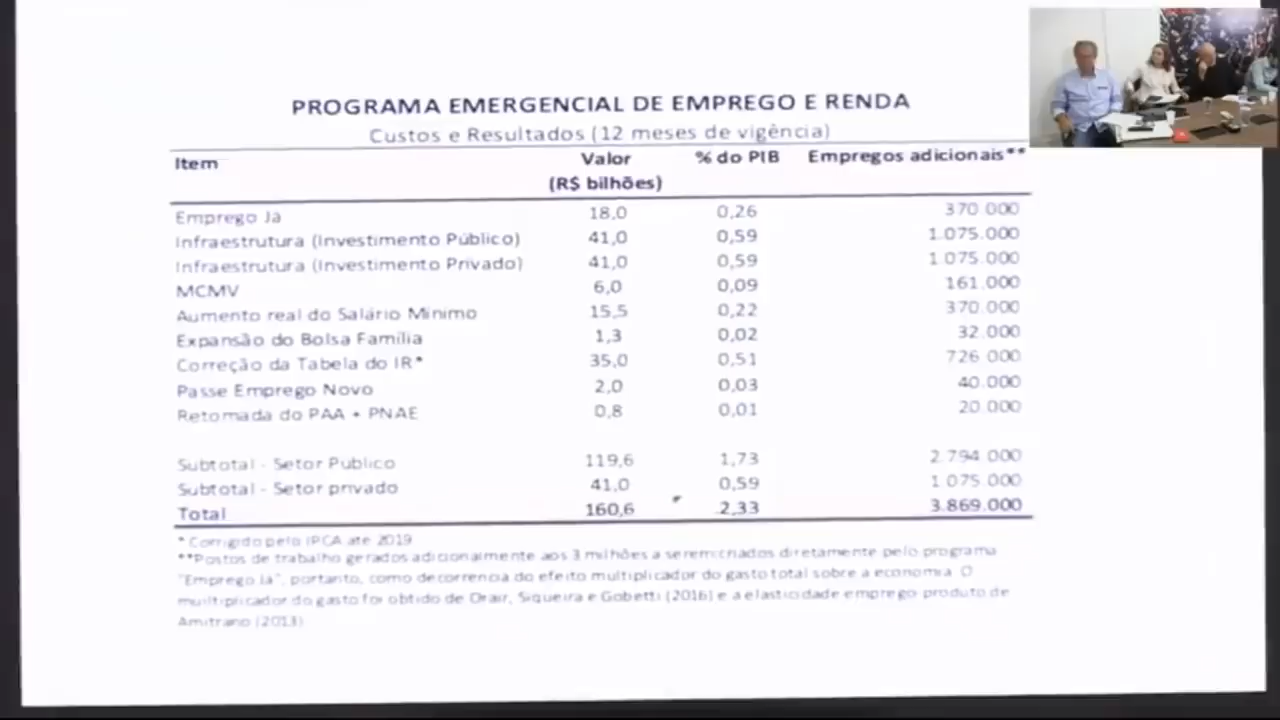 PROGRAMA EMERGENCIAL DE EMPREGO E RENDA
Custos e Resultados (12 meses de vigência)
Item Valor (R$ bilhões) % do PIB Empregos adicionais**
Emprego Já 18,0 0,26 370.000
Infraestrutura (Investimento Público) 41,0 0,59 1.075.000
Infraestrutura (Investimento Privado) 41,0 0,59 1.075.000
MCMV 6,0 0,09 161.000
Aumento real do Salário Mínimo 15,5 0,22 370.000
Expansão do Bolsa Família 1,3 0,02 32.000
Correção da Tabela do IR* 35,0 0,51 726.000
Passe Emprego Novo 2,0 0,03 40.000
Retomada do PAA + PNAE 0,8 0,01 20.000
Subtotal - Setor Público 119,6 1,73 2.794.000
Subtotal - Setor privado 41,0 0,59 1.075.000
Total 160,6 2,33 3.869.000
* Corrigido pelo IPCA até 2019
**Postos de trabalho gerados adicionalmente aos 3 milhões a serem criados diretamente pelo programa
"Emprego Já", portanto, como decorrência do efeito multiplicador do gasto total sobre a economia. O
multiplicador do gasto foi obtido de Orair, Siqueira e Gobetti (2016) e a elasticidade emprego-produto de
Amitrano (2013)